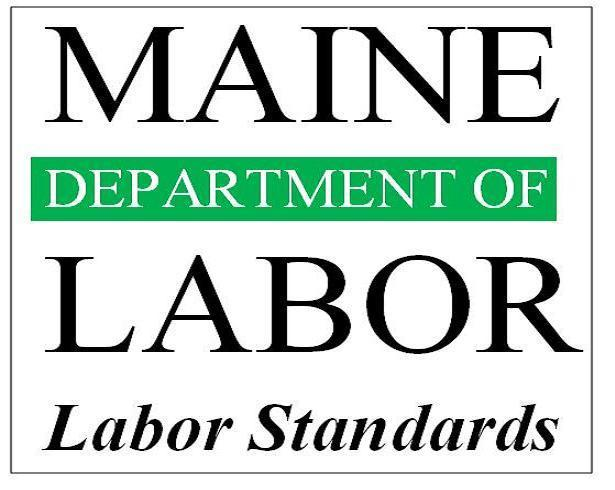 MAINE
DEPARTMENT OF
LABOR
Labor Standards